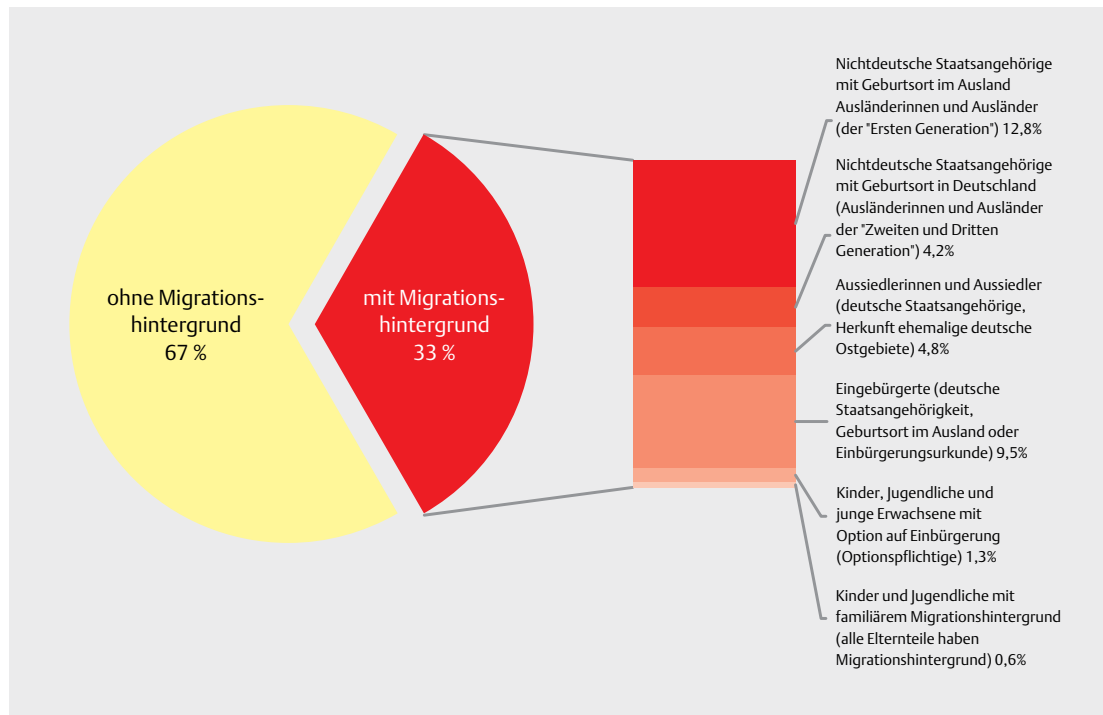 ohne Migrations-
hintergrund
67 %
mit Migrations-
hintergrund
33 %
Nichtdeutsche Staatsangehörige
mit Geburtsort im Ausland
Ausländerinnen und Ausländer
(der "Ersten Generation") 12,8%
Nichtdeutsche Staatsangehörige
mit Geburtsort in Deutschland
(Ausländerinnen und Ausländer
der "Zweiten und Dritten
Generation") 4,2%
Aussiedlerinnen und Aussiedler
(deutsche Staatsangehörige,
Herkunft ehemalige deutsche
Ostgebiete) 4,8%
Eingebürgerte (deutsche
Staatsangehörigkeit,
Geburtsort im Ausland oder
Einbürgerungsurkunde) 9,5%
Kinder, Jugendliche und
junge Erwachsene mit
Option auf Einbürgerung
(Optionspflichtige) 1,3%
Kinder und Jugendliche mit
familiärem Migrationshintergrund
(alle Elternteile haben
Migrationshintergrund) 0,6%